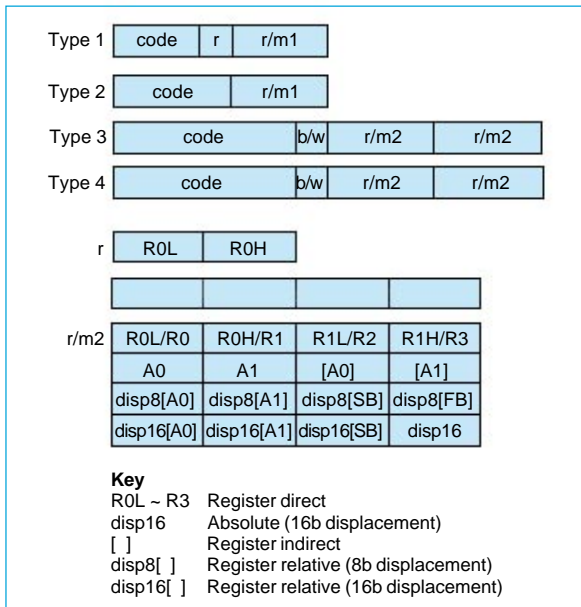 Type 1 code r r/m1
Type 2 code r/m1
Type 3 code b/w r/m2 r/m2
Type 4 code b/w r/m2 r/m2
r R0L R0H
r/m2 R0L/R0 R0H/R1 R1L/R2 R1H/R3
A0 A1 [A0] [A1]
disp8[A0] disp8[A1] disp8[SB] disp8[FB]
disp16[A0] disp16[A1] disp16[SB] disp16
Key
R0L ~ R3 Register direct
disp16 Absolute (16b displacement)
[ ] Register indirect
disp8[ ] Register relative (8b displacement)
disp16[ ] Register relative (16b displacement)